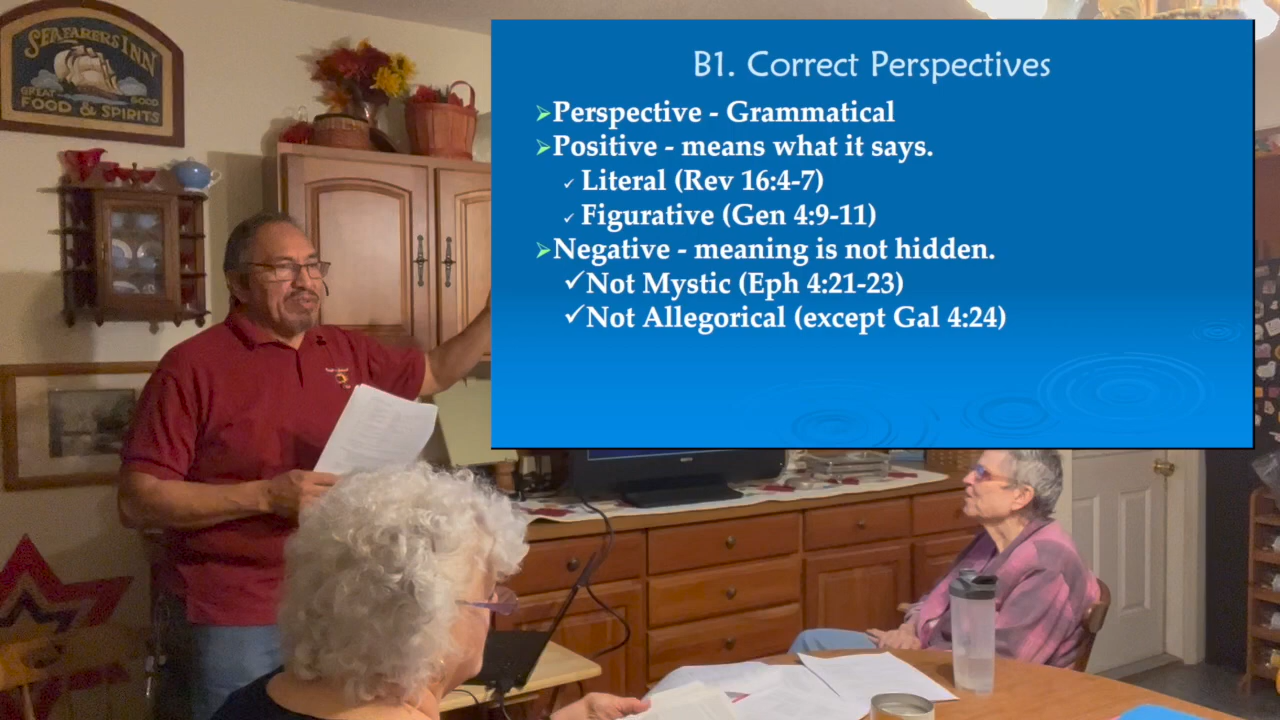 SEAFARERS INN
GREAT GOOD
FOOD & SPIRITS
B1. Correct Perspectives
➢Perspective - Grammatical
➢Positive - means what it says.
✓ Literal (Rev 16:4-7)
✓ Figurative (Gen 4:9-11)
➢Negative - meaning is not hidden.
✓Not Mystic (Eph 4:21-23)
✓Not Allegorical (except Gal 4:24)